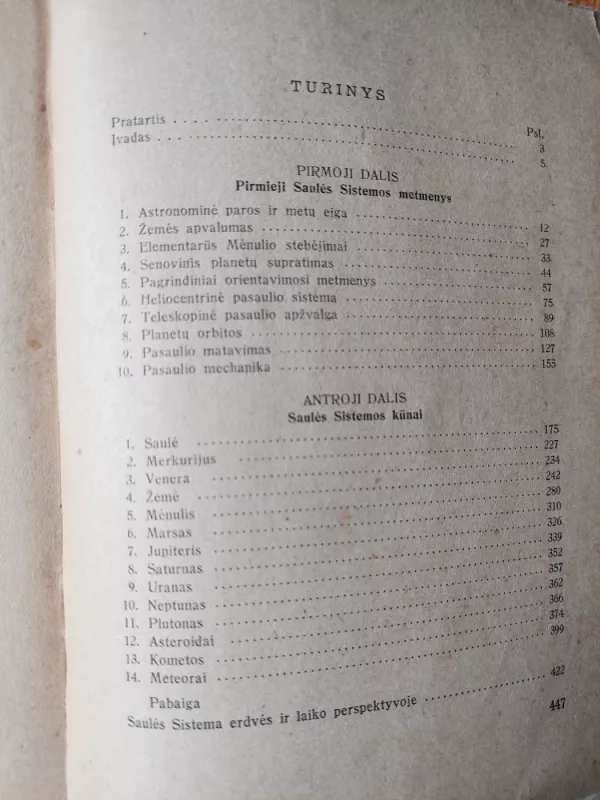 TURINYS
Psl.
Pratartis . . . . . . . . . . . . . . . . . . . . 3
Įvadas . . . . . . . . . . . . . . . . . . . . 5
PIRMOJI DALIS
Pirmieji Saulės Sistemos metmenys
1. Astronominė paros ir metų eiga . . . . . . . . . . 12
2. Žemės apvalumas . . . . . . . . . . 27
3. Elementarūs Mėnulio stebėjimai . . . . . . . . . . 33
4. Senovinis planetų supratimas . . . . . . . . . . 44
5. Pagrindiniai orientavimosi metmenys . . . . . . . . . . 57
6. Heliocentrinė pasaulio sistema . . . . . . . . . . 75
7. Teleskopinė pasaulio apžvalga . . . . . . . . . . 89
8. Planetų orbitos . . . . . . . . . . 108
9. Pasaulio matavimas . . . . . . . . . . 127
10. Pasaulio mechanika . . . . . . . . . . 155
ANTROJI DALIS
Saulės Sistemos kūnai
1. Saulė . . . . . . . . . . 175
2. Merkurijus . . . . . . . . . . 227
3. Venera . . . . . . . . . . 234
4. Žemė . . . . . . . . . . 242
5. Mėnulis . . . . . . . . . . 280
6. Marsas . . . . . . . . . . 310
7. Jupiteris . . . . . . . . . . 326
8. Saturnas . . . . . . . . . . 339
9. Uranas . . . . . . . . . . 352
10. Neptunas . . . . . . . . . . 357
11. Plutonas . . . . . . . . . . 362
12. Asteroidai . . . . . . . . . . 366
13. Kometos . . . . . . . . . . 374
14. Meteorai . . . . . . . . . . 399
Pabaiga
Saulės Sistema erdvės ir laiko perspektyvoje . . . . . . . . . . 422
447